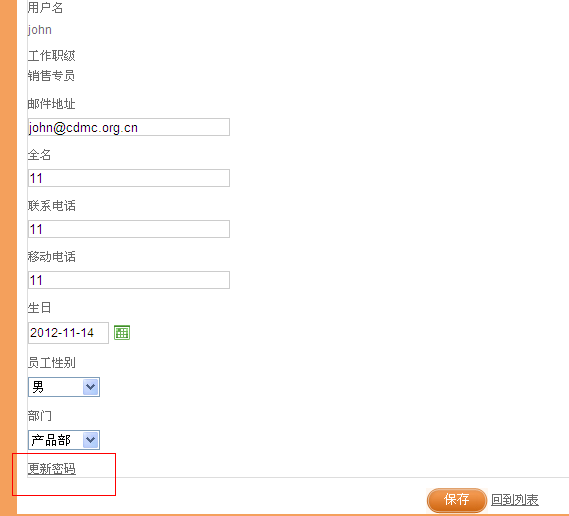 用户名
john
工作职级
销售专员
邮件地址
john@cdmc.org.cn
全名
11
联系电话
11
移动电话
11
生日
2012-11-14
员工性别
男
部门
产品部
更新密码
保存 回到列表